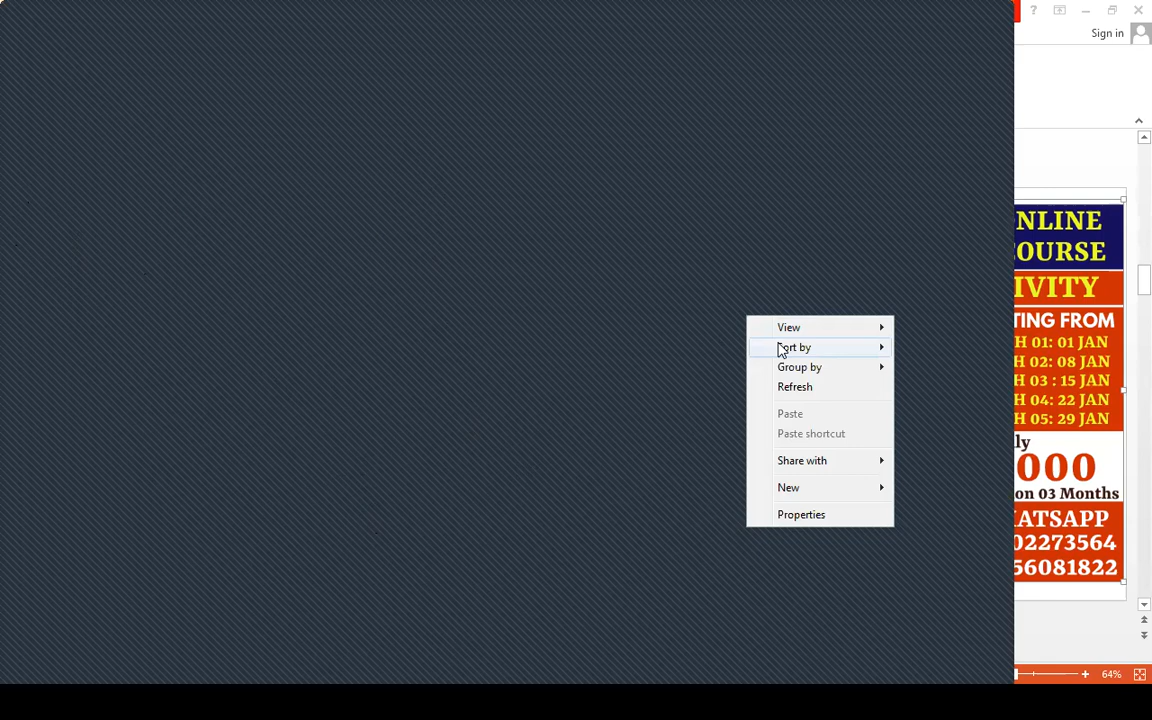 ?
Sign in
View
Sort by
Group by
Refresh
Paste
Paste shortcut
Share with
New
Properties
NLINE
OURSE
IVITY
TING FROM
H 01: 01 JAN
H 02: 08 JAN
H 03 : 15 JAN
H 04: 22 JAN
H 05: 29 JAN
ly
000
on 03 Months
ATSAPP
02273564
56081822
64%